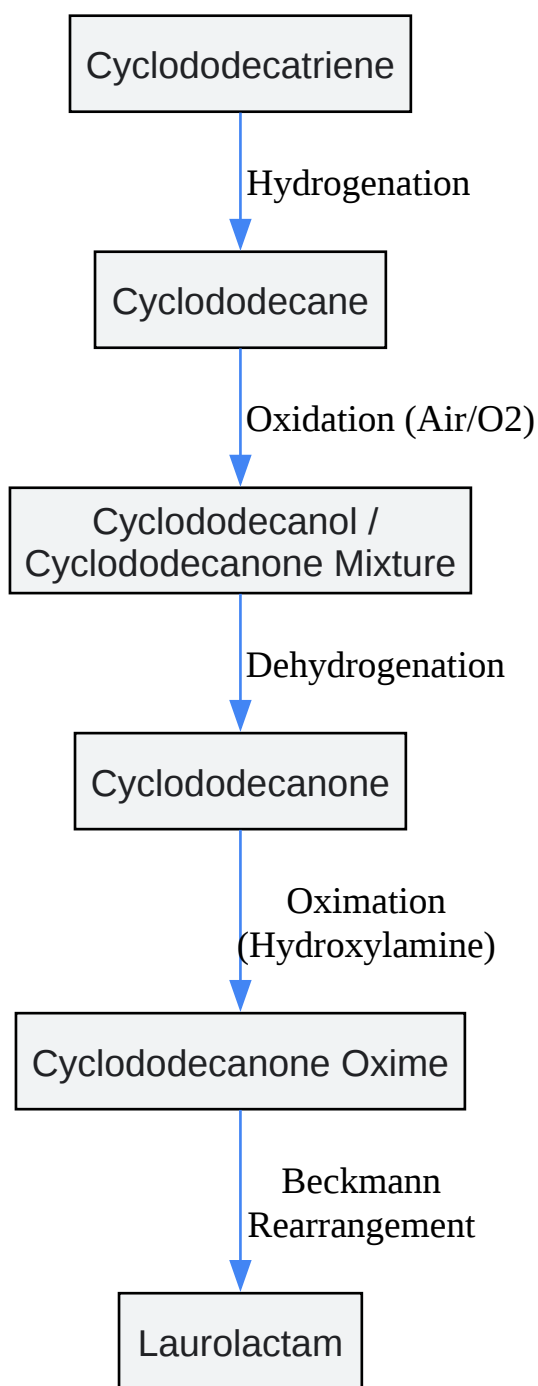 Cyclododecatriene
Hydrogenation
Cyclododecane
Oxidation (Air/O2)
Cyclododecanol /
Cyclododecanone Mixture
Dehydrogenation
Cyclododecanone
Oximation
(Hydroxylamine)
Cyclododecanone Oxime
Beckmann
Rearrangement
Laurolactam